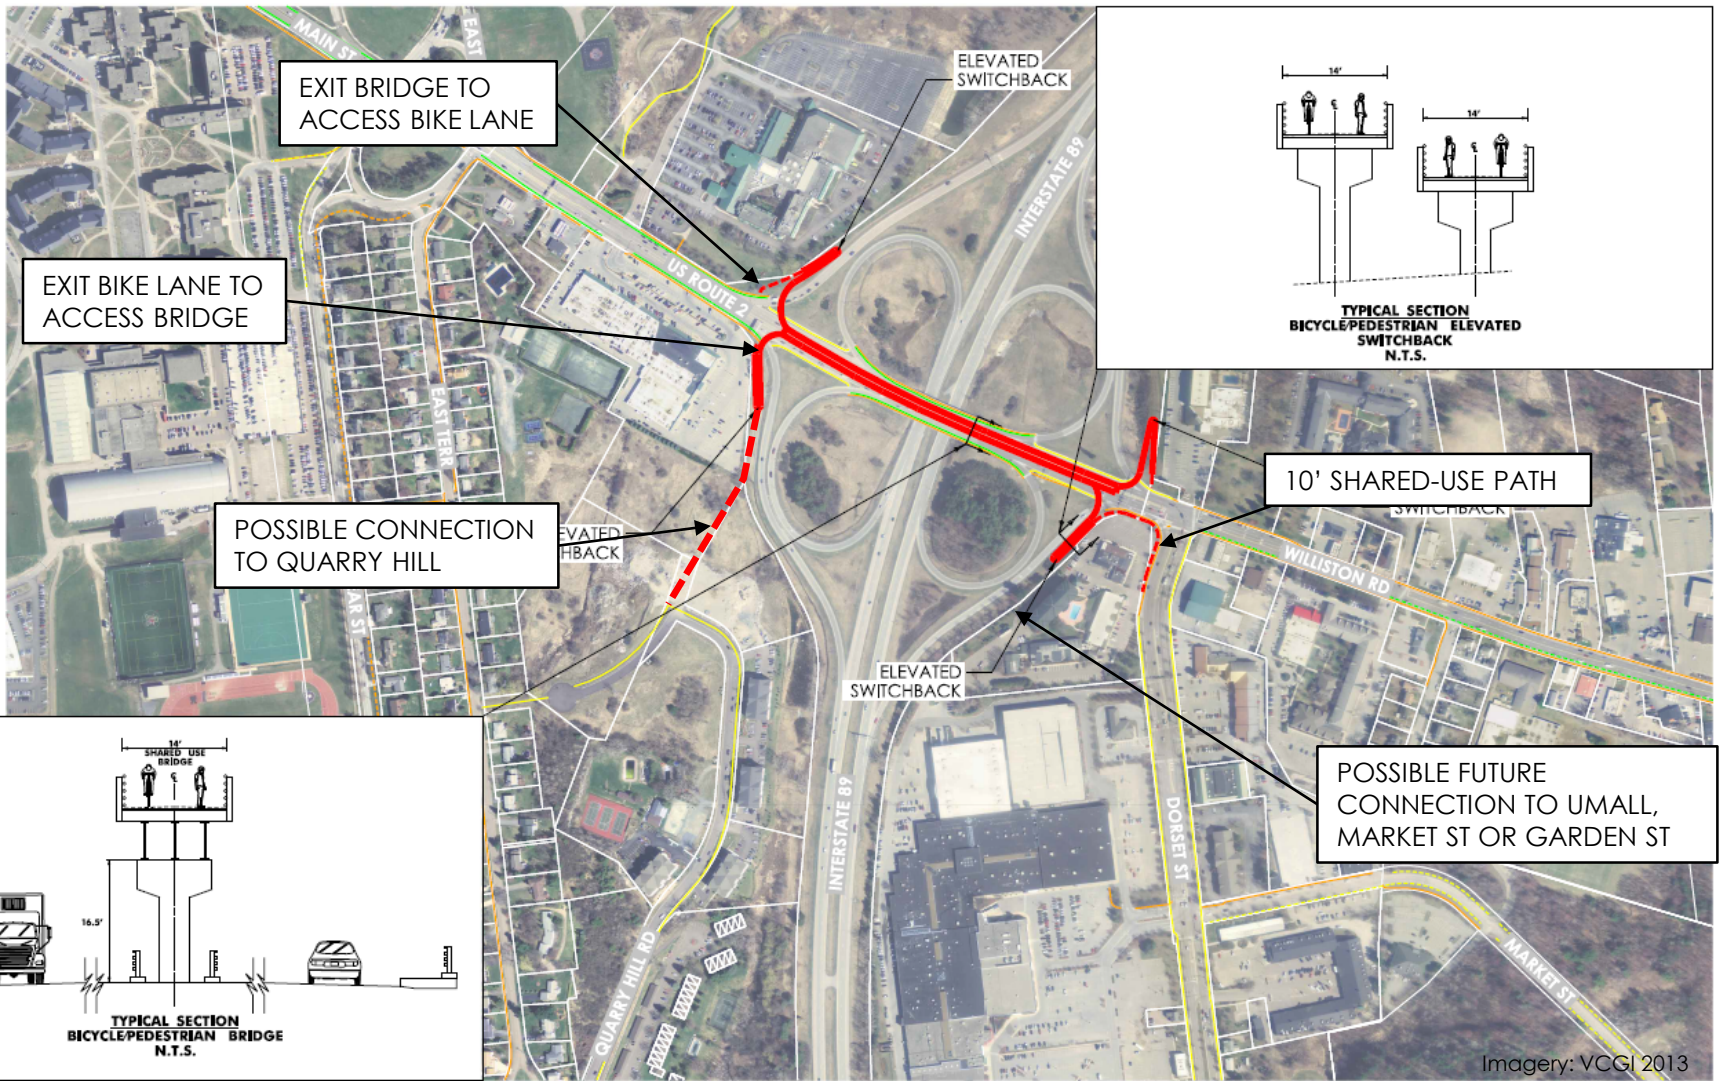 MAIN ST
EAST
EXIT BRIDGE TO
ACCESS BIKE LANE
ELEVATED
SWITCHBACK
INTERSTATE 89
14'
14'
TYPICAL SECTION
BICYCLE/PEDESTRIAN ELEVATED
SWITCHBACK
N.T.S.
EXIT BIKE LANE TO
ACCESS BRIDGE
US ROUTE 2
EAST TERR
10' SHARED-USE PATH
SWITCHBACK
POSSIBLE CONNECTION
TO QUARRY HILL
EVATED
HBACK
WILLISTON RD
AR ST
ELEVATED
SWITCHBACK
14'
SHARED USE
BRIDGE
16.5'
TYPICAL SECTION
BICYCLE/PEDESTRIAN BRIDGE
N.T.S.
INTERSTATE 89
DORSET ST
POSSIBLE FUTURE
CONNECTION TO UMALL,
MARKET ST OR GARDEN ST
QUARRY HILL RD
MARKET ST
Imagery: VCGI 2013